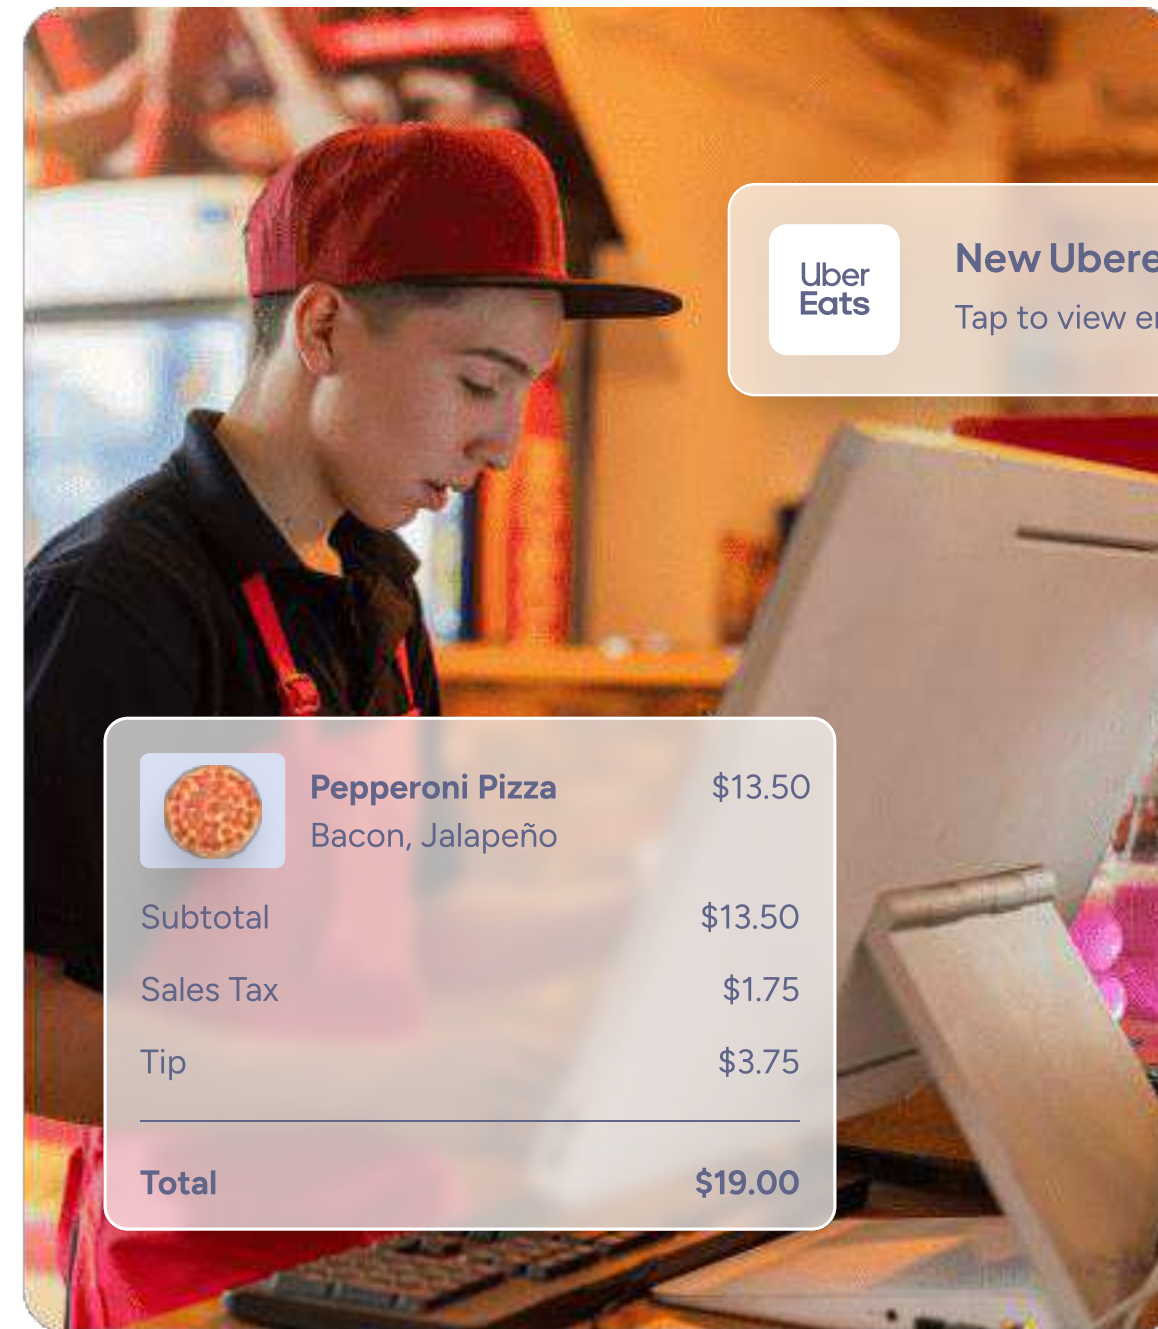 Uber
Eats
New Ubere
Tap to view er
Pepperoni Pizza $13.50
Bacon, Jalapeño
Subtotal $13.50
Sales Tax $1.75
Tip $3.75
Total $19.00